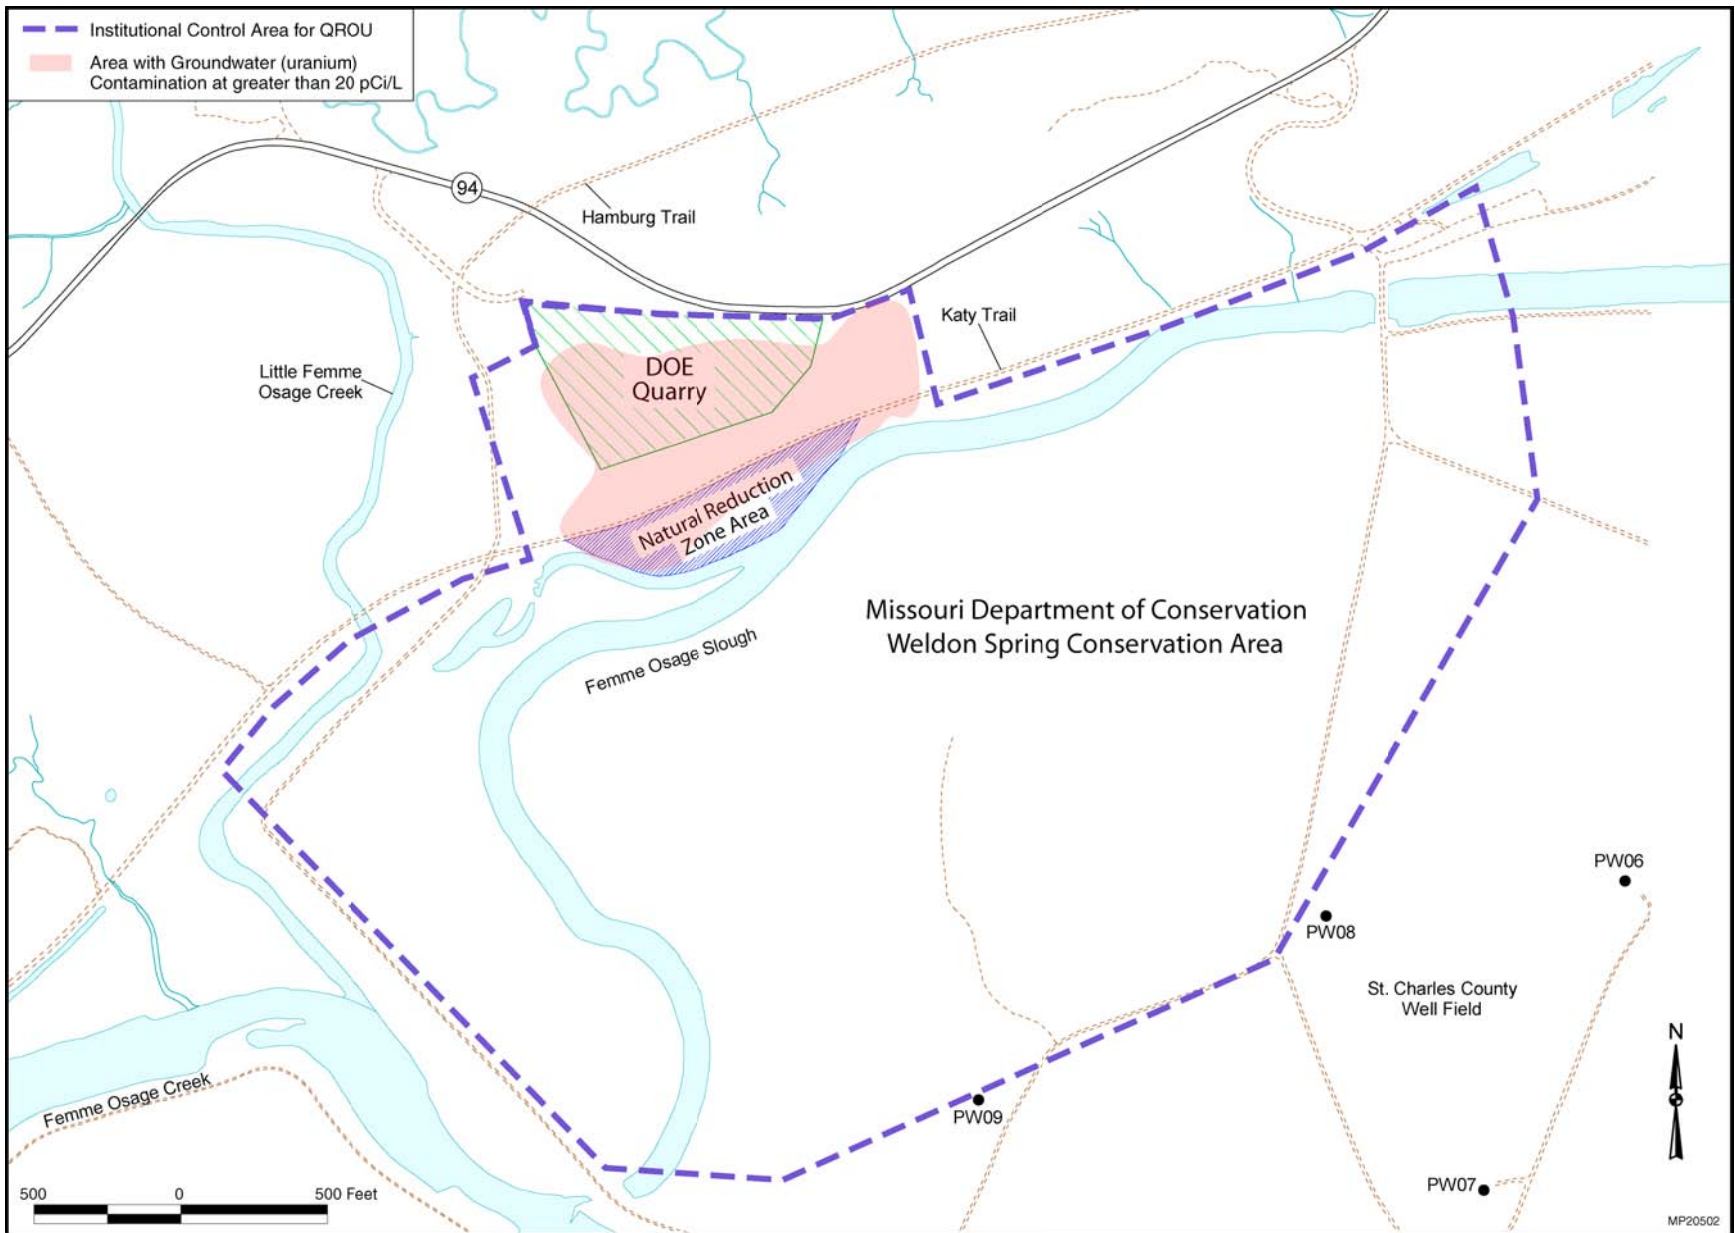 Institutional Control Area for QROU
Area with Groundwater (uranium)
Contamination at greater than 20 pCi/L
94
Hamburg Trail
Katy Trail
Little Femme
Osage Creek
DOE
Quarry
Natural Reduction
Zone Area
Missouri Department of Conservation
Weldon Spring Conservation Area
Femme Osage Slough
PW06
PW08
St. Charles County
Well Field
N
Femme Osage Creek
PW09
PW07
500 0 500 Feet
MP20502